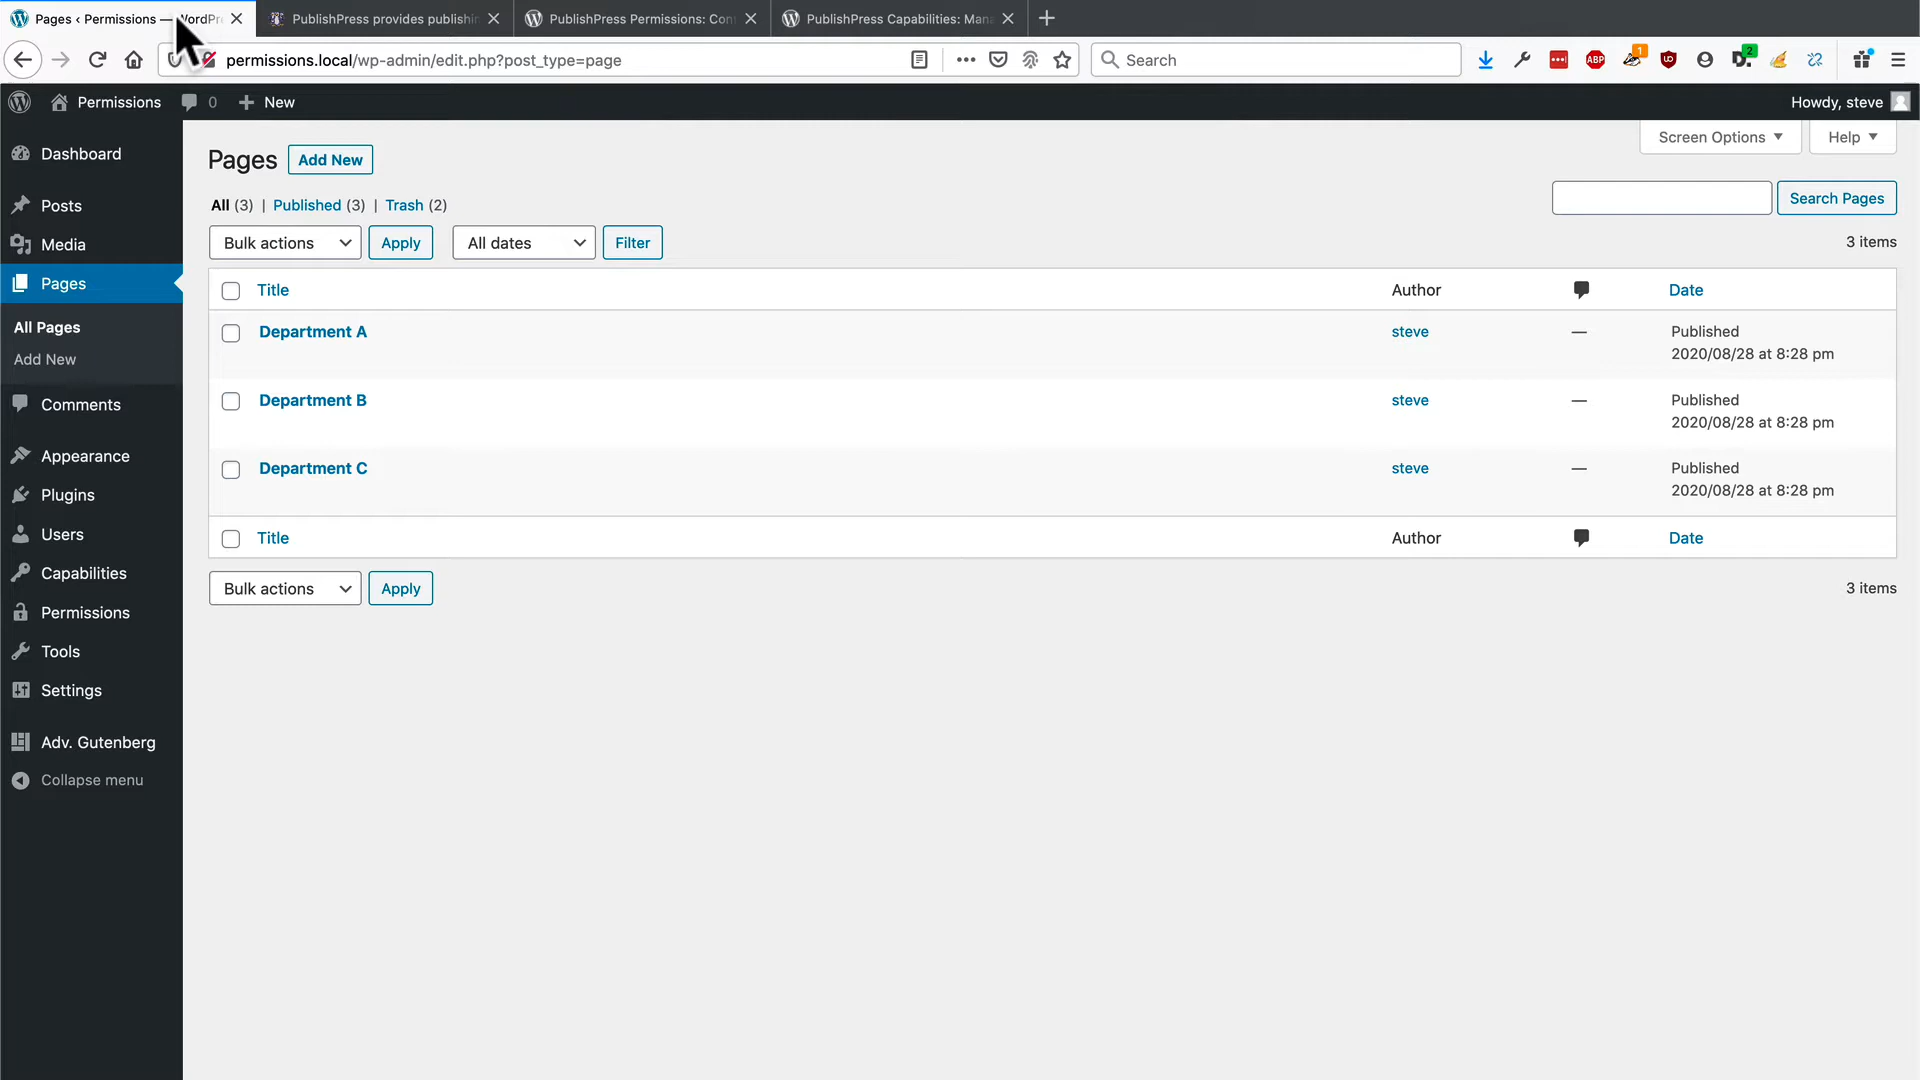 Pages ‹ Permissions — WordPr
PublishPress provides publishin
PublishPress Permissions: Con
PublishPress Capabilities: Mana
permissions.local/wp-admin/edit.php?post_type=page
Search
ABP
1
2
Permissions
0
New
Howdy, steve
Dashboard
Posts
Media
Pages
All Pages
Add New
Comments
Appearance
Plugins
Users
Capabilities
Permissions
Tools
Settings
Adv. Gutenberg
Collapse menu
Screen Options
Help
Pages
Add New
All (3) | Published (3) | Trash (2)
Search Pages
Bulk actions
Apply
All dates
Filter
3 items
Title
Author
Date
Department A
steve
—
Published
2020/08/28 at 8:28 pm
Department B
steve
—
Published
2020/08/28 at 8:28 pm
Department C
steve
—
Published
2020/08/28 at 8:28 pm
Title
Author
Date
Bulk actions
Apply
3 items